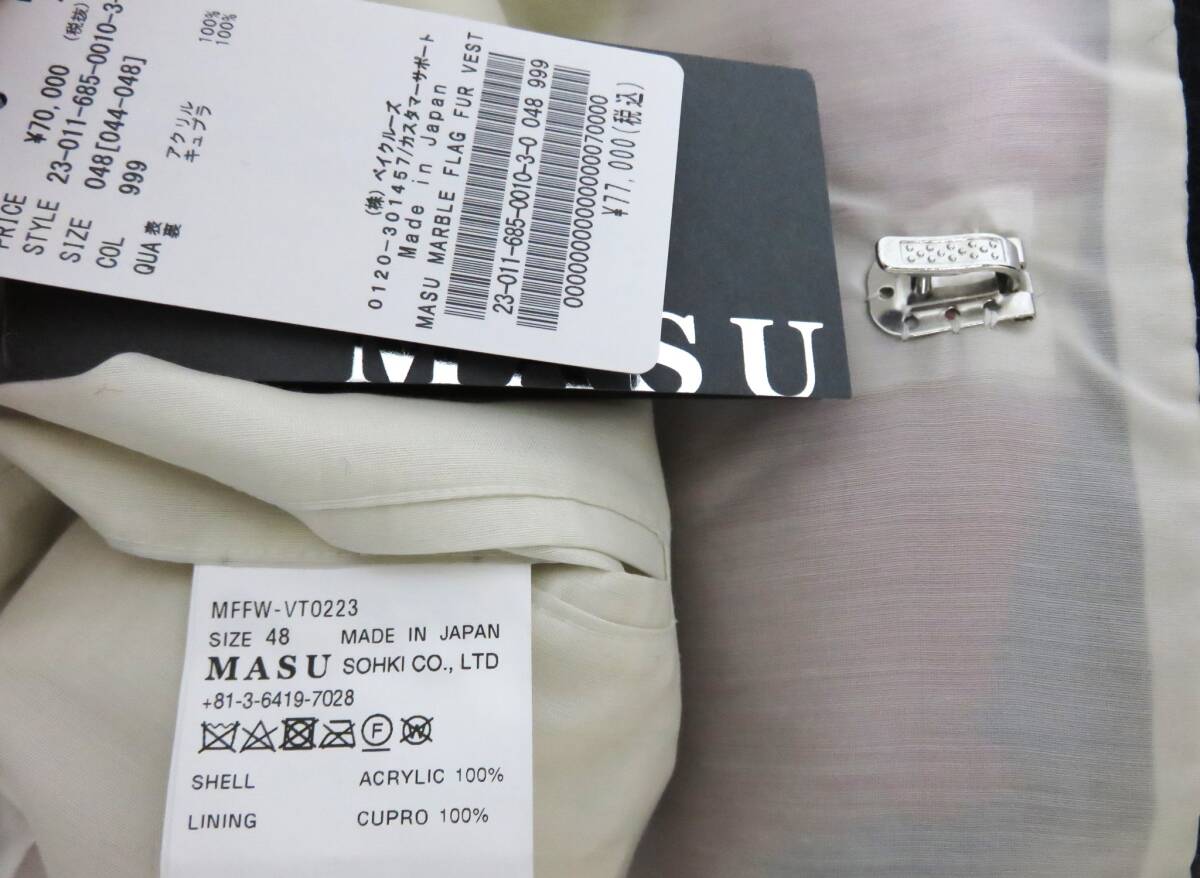 PRICE ¥70,000 (税抜)
STYLE 23-011-685-0010-3-
SIZE 048[044-048]
COL 999
QUA 表 アクリル 100%
裏 キュプラ 100%
(株) ベイクルーズ
0120-301457/カスタマーサポート
Made in Japan
MASU MARBLE FLAG FUR VEST
23-011-685-0010-3-0 048 999
¥77,000(税込)
MASU
MFFW-VT0223
SIZE 48 MADE IN JAPAN
MASU SOHKI CO., LTD
+81-3-6419-7028
F W
SHELL ACRYLIC 100%
LINING CUPRO 100%